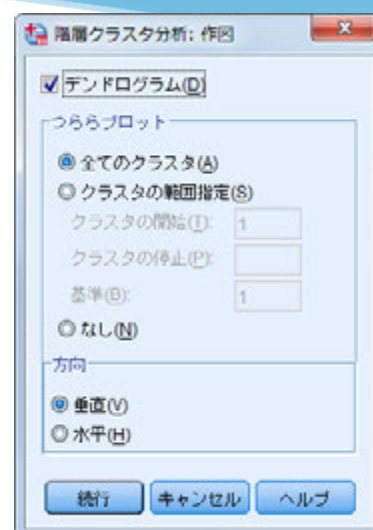 階層クラスタ分析: 作図
デンドログラム(D)
つららプロット
全てのクラスタ(A)
クラスタの範囲指定(S)
クラスタの開始(T): 1
クラスタの停止(P):
基準(B): 1
なし(N)
方向
垂直(V)
水平(H)
続行 キャンセル ヘルプ